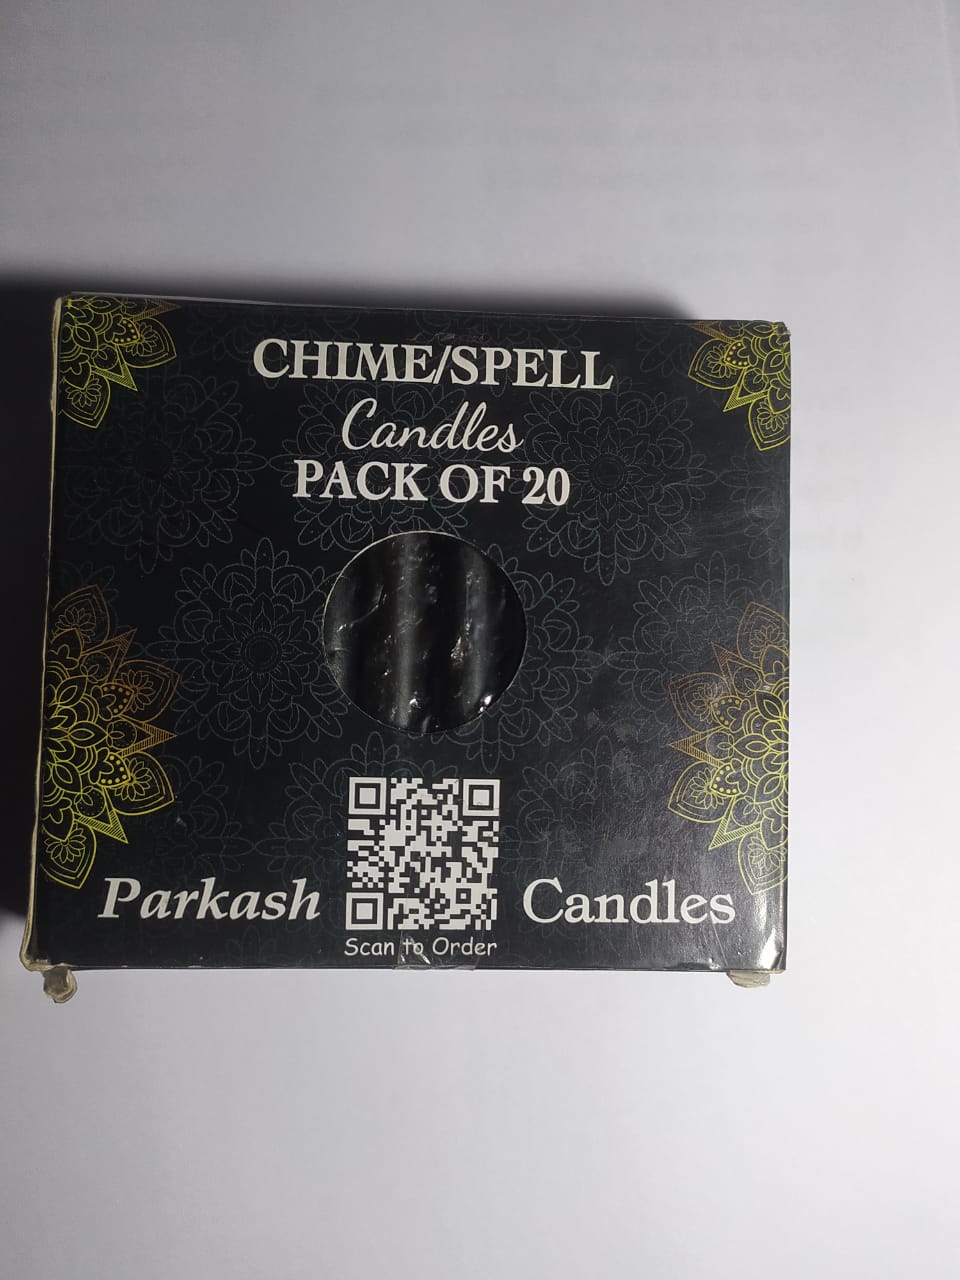 CHIME/SPELL
Candles
PACK OF 20
Parkash Candles
Scan to Order